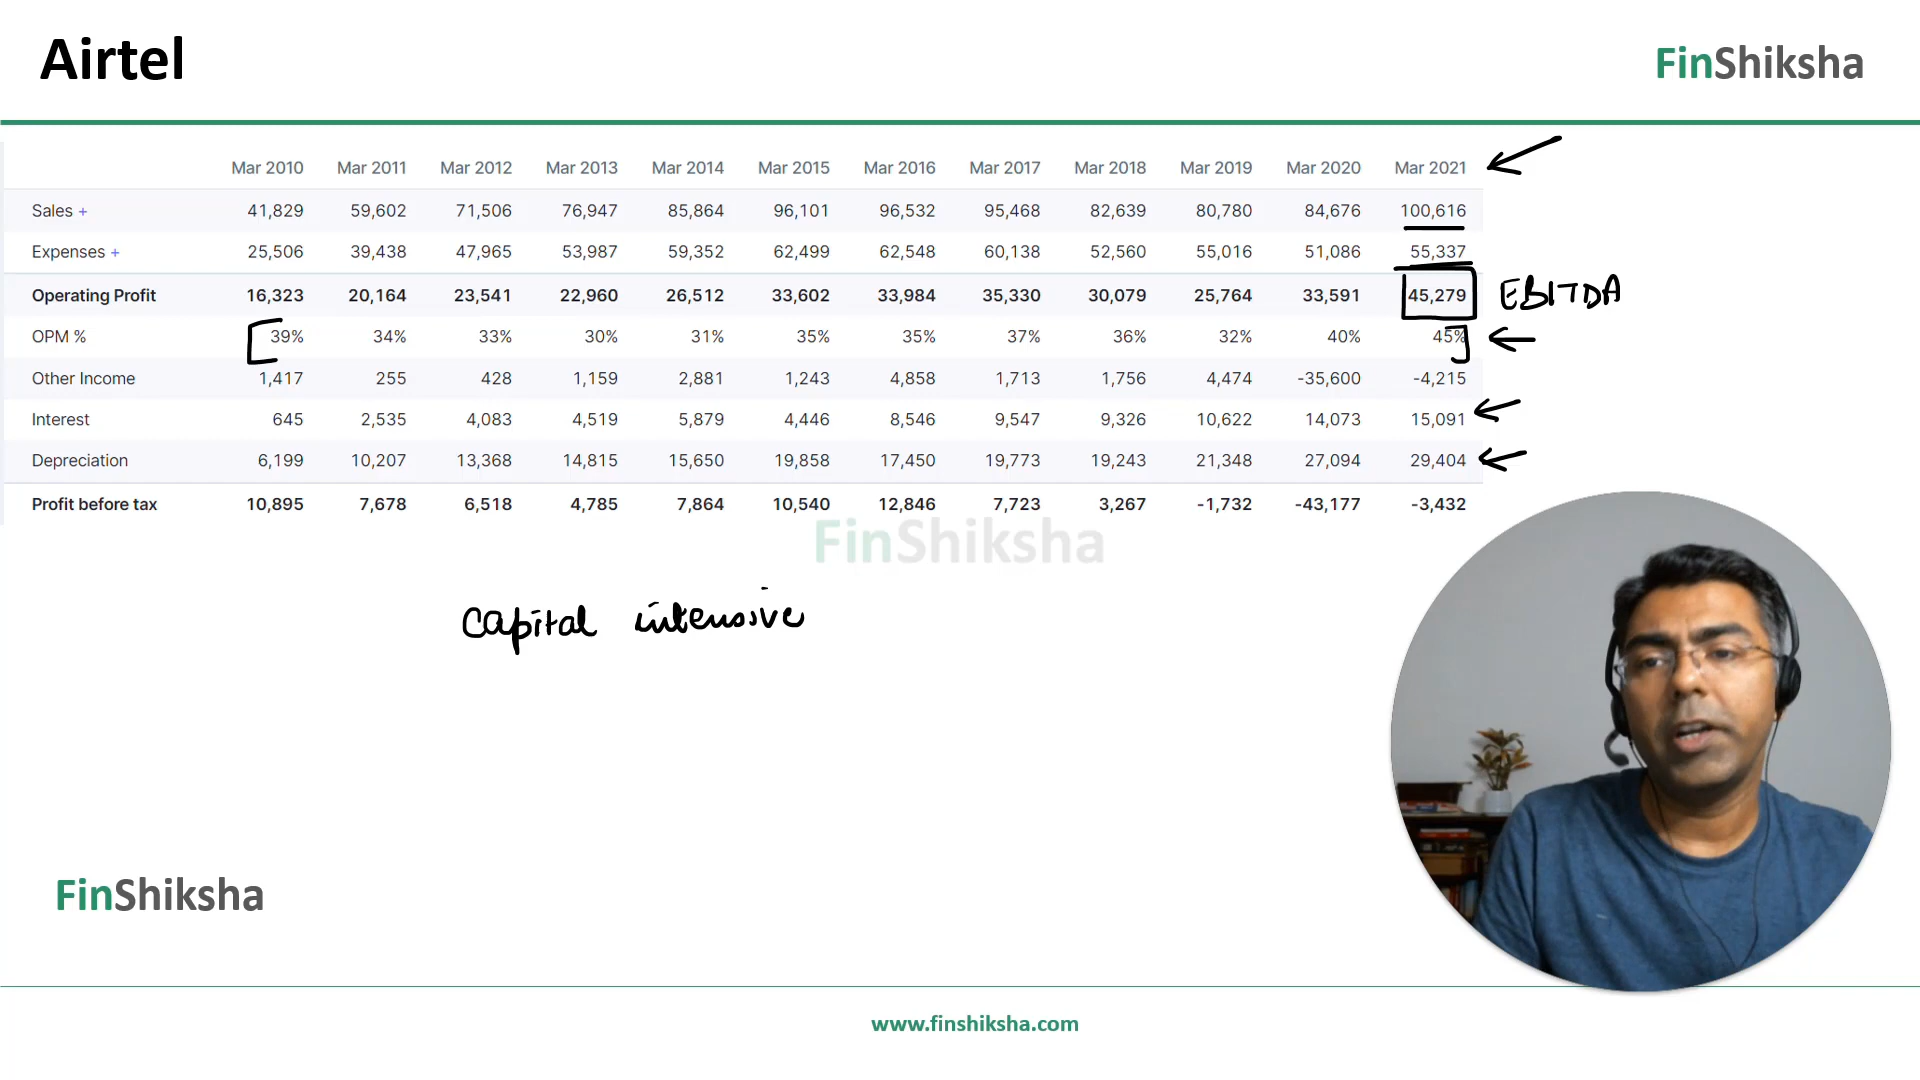 Airtel
FinShiksha
Mar 2010 Mar 2011 Mar 2012 Mar 2013 Mar 2014 Mar 2015 Mar 2016 Mar 2017 Mar 2018 Mar 2019 Mar 2020 Mar 2021
Sales + 41,829 59,602 71,506 76,947 85,864 96,101 96,532 95,468 82,639 80,780 84,676 100,616
Expenses + 25,506 39,438 47,965 53,987 59,352 62,499 62,548 60,138 52,560 55,016 51,086 55,337
Operating Profit 16,323 20,164 23,541 22,960 26,512 33,602 33,984 35,330 30,079 25,764 33,591 45,279 EBITDA
OPM % 39% 34% 33% 30% 31% 35% 35% 37% 36% 32% 40% 45%
Other Income 1,417 255 428 1,159 2,881 1,243 4,858 1,713 1,756 4,474 -35,600 -4,215
Interest 645 2,535 4,083 4,519 5,879 4,446 8,546 9,547 9,326 10,622 14,073 15,091
Depreciation 6,199 10,207 13,368 14,815 15,650 19,858 17,450 19,773 19,243 21,348 27,094 29,404
Profit before tax 10,895 7,678 6,518 4,785 7,864 10,540 12,846 7,723 3,267 -1,732 -43,177 -3,432
FinShiksha
Capital intensive
FinShiksha
www.finshiksha.com